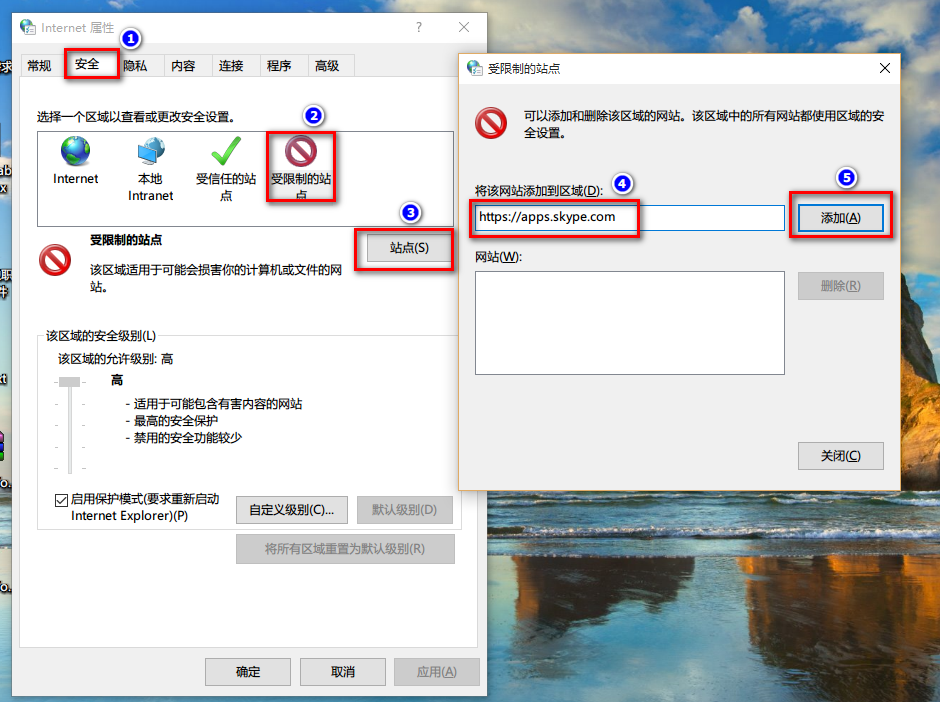 Internet 属性
1
常规 安全 隐私 内容 连接 程序 高级
选择一个区域以查看或更改安全设置。
2
Internet
本地
Intranet
受信任的站
点
受限制的站
点
3
受限制的站点
站点(S)
该区域适用于可能会损害你的计算机或文件的网
站。
该区域的安全级别(L)
该区域的允许级别: 高
高
- 适用于可能包含有害内容的网站
- 最高的安全保护
- 禁用的安全功能较少
启用保护模式(要求重新启动
Internet Explorer)(P)
自定义级别(C)...
默认级别(D)
将所有区域重置为默认级别(R)
确定
取消
应用(A)
受限制的站点
可以添加和删除该区域的网站。该区域中的所有网站都使用区域的安
全设置。
将该网站添加到区域(D):
4
5
https://apps.skype.com
添加(A)
网站(W):
删除(R)
关闭(C)